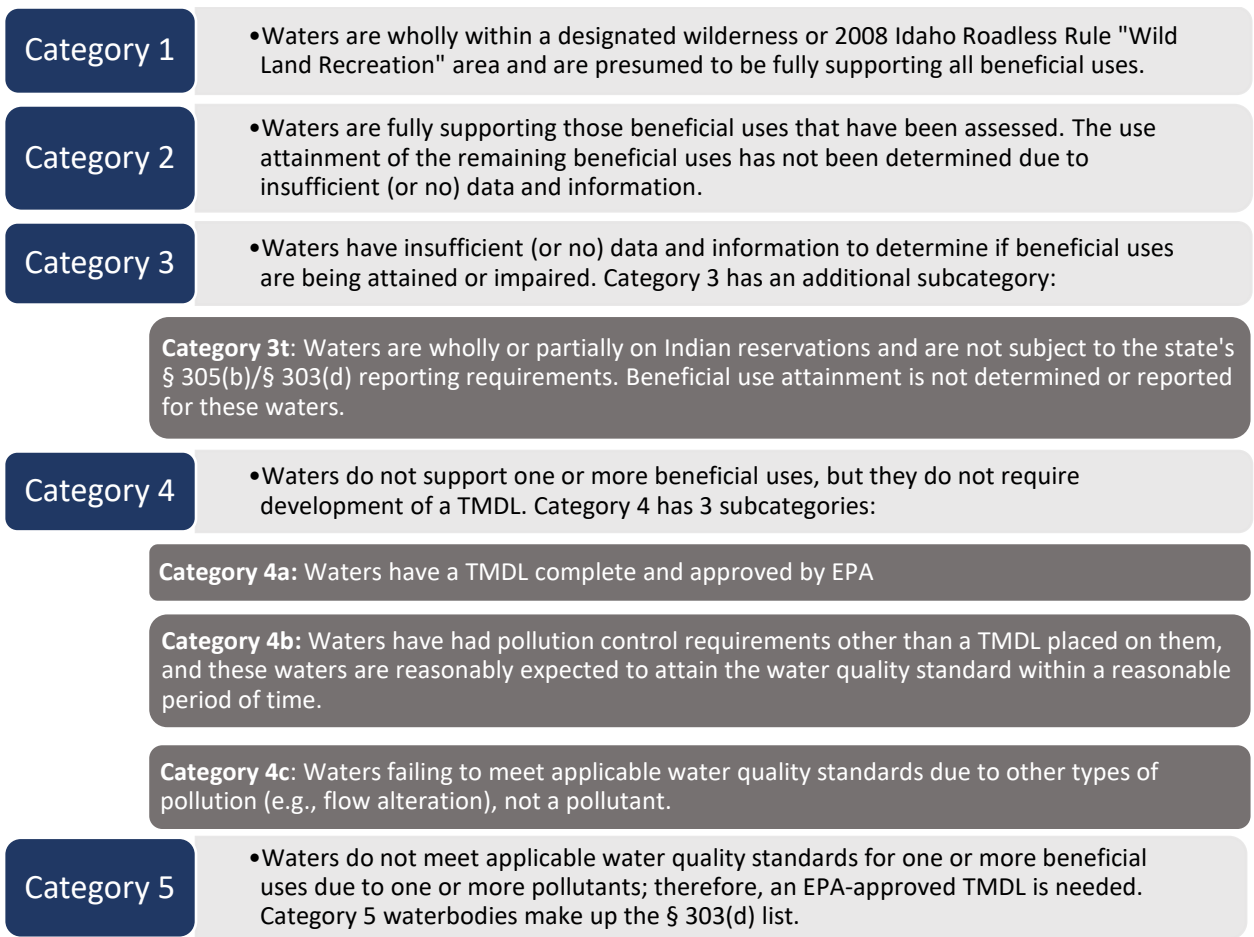 Category 1
•Waters are wholly within a designated wilderness or 2008 Idaho Roadless Rule "Wild
Land Recreation" area and are presumed to be fully supporting all beneficial uses.
Category 2
•Waters are fully supporting those beneficial uses that have been assessed. The use
attainment of the remaining beneficial uses has not been determined due to
insufficient (or no) data and information.
Category 3
•Waters have insufficient (or no) data and information to determine if beneficial uses
are being attained or impaired. Category 3 has an additional subcategory:
Category 3t: Waters are wholly or partially on Indian reservations and are not subject to the state's
§ 305(b)/§ 303(d) reporting requirements. Beneficial use attainment is not determined or reported
for these waters.
Category 4
•Waters do not support one or more beneficial uses, but they do not require
development of a TMDL. Category 4 has 3 subcategories:
Category 4a: Waters have a TMDL complete and approved by EPA
Category 4b: Waters have had pollution control requirements other than a TMDL placed on them,
and these waters are reasonably expected to attain the water quality standard within a reasonable
period of time.
Category 4c: Waters failing to meet applicable water quality standards due to other types of
pollution (e.g., flow alteration), not a pollutant.
Category 5
•Waters do not meet applicable water quality standards for one or more beneficial
uses due to one or more pollutants; therefore, an EPA-approved TMDL is needed.
Category 5 waterbodies make up the § 303(d) list.